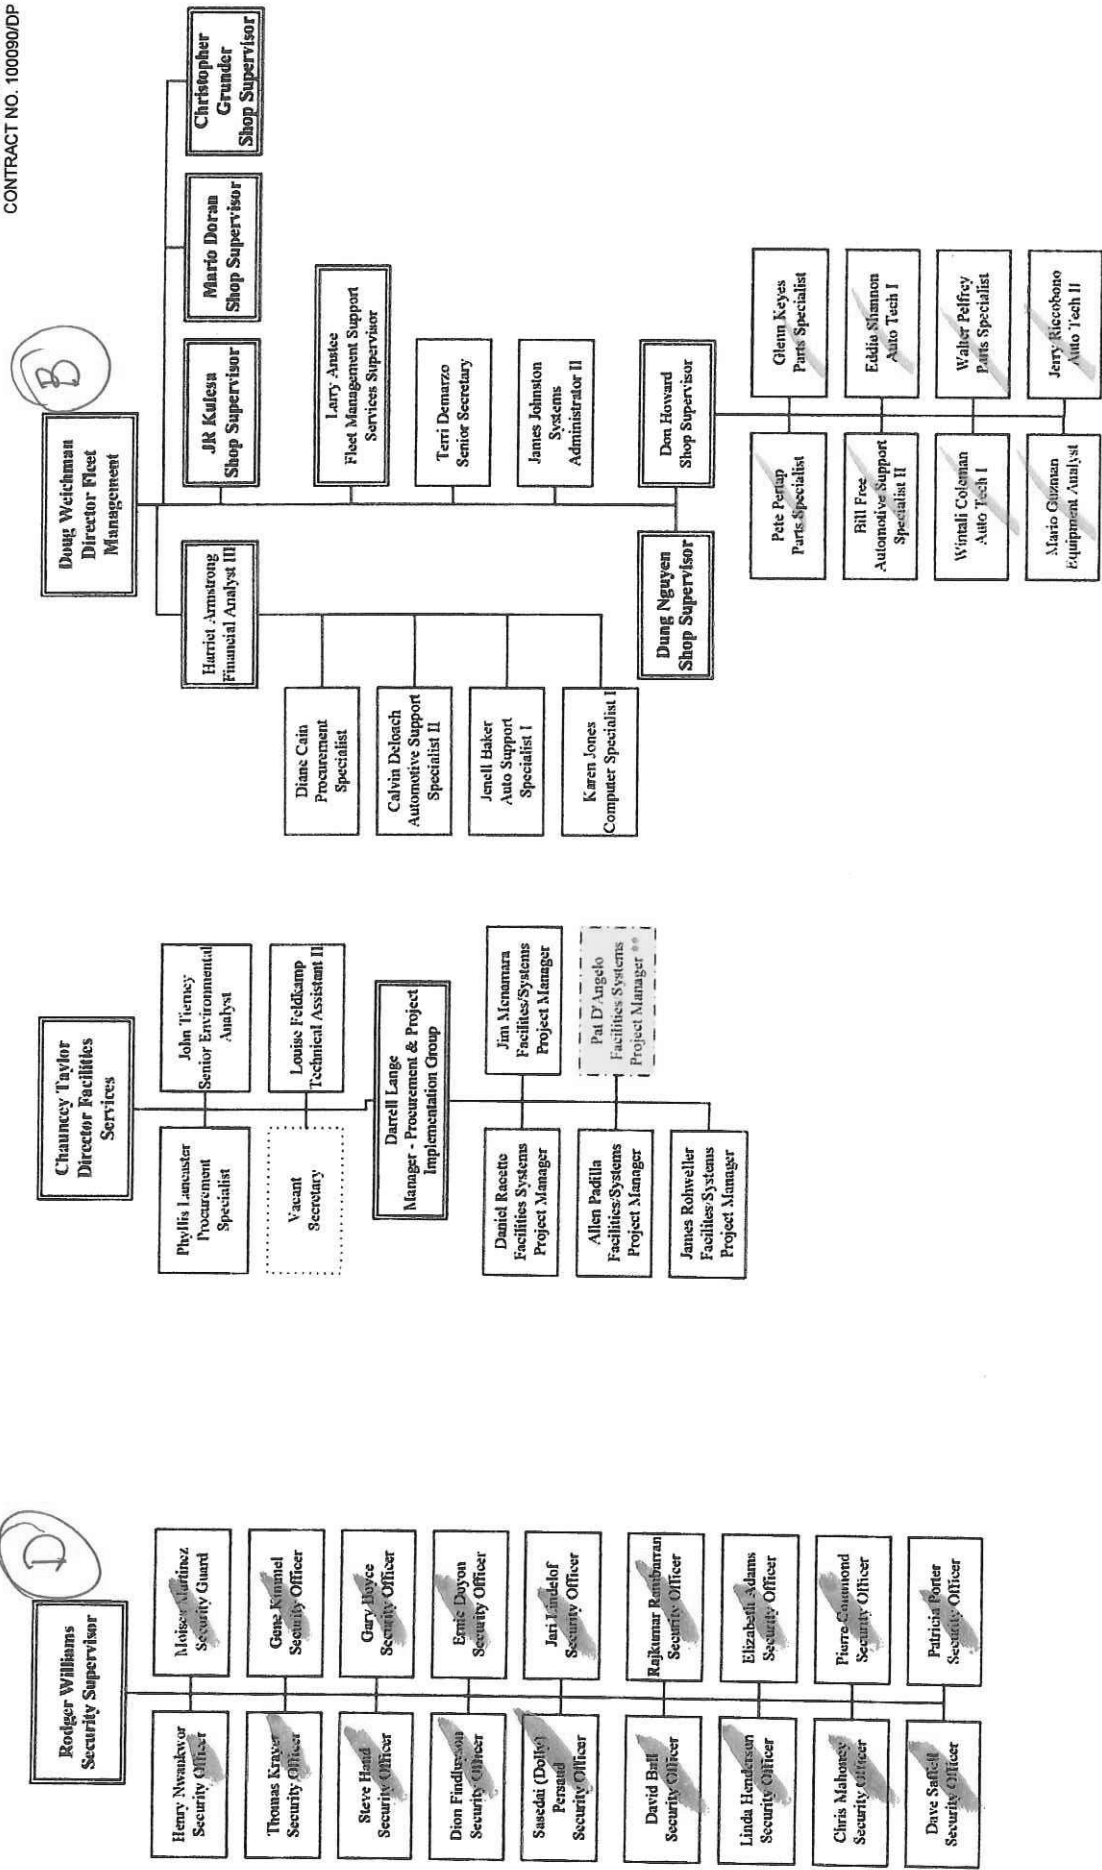 CONTRACT NO. 100090/DP
D
Rodger Williams
Security Supervisor
Henry Nwankwor
Security Officer
Moises Martinez
Security Guard
Thomas Krayer
Security Officer
Gene Kimmel
Security Officer
Steve Hand
Security Officer
Gary Boyce
Security Officer
Dion Findlayson
Security Officer
Ernie Doyon
Security Officer
Sasedai (Dolly)
Persaud
Security Officer
Jari Lindelof
Security Officer
David Ball
Security Officer
Rajkumar Rambarran
Security Officer
Linda Henderson
Security Officer
Elizabeth Adams
Security Officer
Chris Mahoney
Security Officer
Pierre
Security Officer
Dave Saffell
Security Officer
Patricia Porter
Security Officer
Chauncey Taylor
Director Facilities
Services
Phyllis Lancaster
Procurement
Specialist
John Tierney
Senior Environmental
Analyst
Vacant
Secretary
Louise Feldkamp
Technical Assistant II
Darrell Lange
Manager - Procurement & Project
Implementation Group
Daniel Racette
Facilities Systems
Project Manager
Jim Mcnamara
Facilites/Systems
Project Manager
Allen Padilla
Facilities/Systems
Project Manager
Pat D'Angelo
Facilities Systems
Project Manager **
James Rohweller
Facilites/Systems
Project Manager
B
Doug Weichman
Director Fleet
Management
Harriet Armstrong
Financial Analyst III
JR Kulesa
Shop Supervisor
Mario Doran
Shop Supervisor
Christopher
Grunder
Shop Supervisor
Diane Cain
Procurement
Specialist
Calvin Deloach
Automotive Support
Specialist II
Jenell Baker
Auto Support
Specialist I
Karen Jones
Computer Specialist I
Larry Anstee
Fleet Management Support
Services Supervisor
Terri Demarzo
Senior Secretary
James Johnston
Systems
Administrator II
Dung Nguyen
Shop Supervisor
Don Howard
Shop Supervisor
Pete Pertap
Parts Specialist
Glenn Keyes
Parts Specialist
Bill Free
Automotive Support
Specialist II
Eddie Shannon
Auto Tech I
Wintali Coleman
Auto Tech I
Walter Pelfrey
Parts Specialist
Mario Guzman
Equipment Analyst
Jerry Riccobono
Auto Tech II